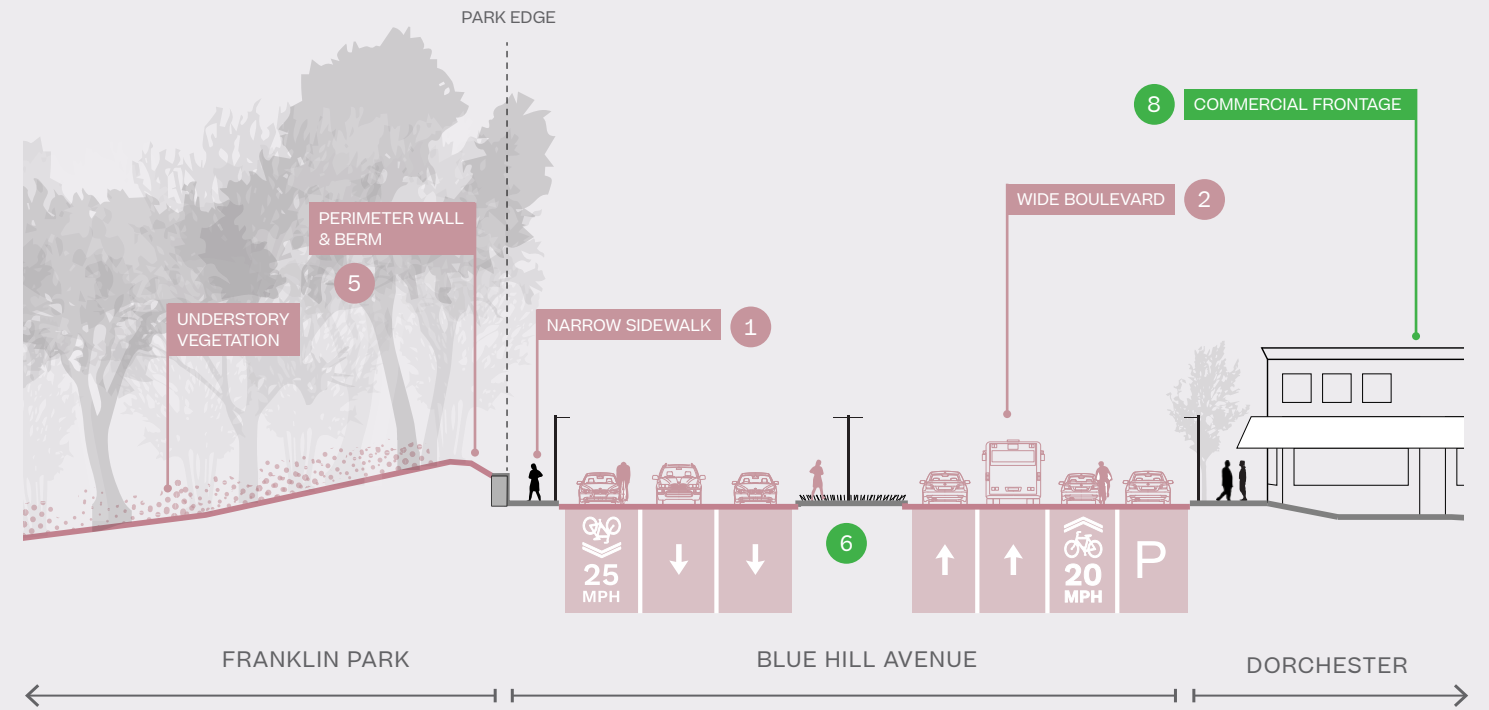 PARK EDGE
8
COMMERCIAL FRONTAGE
WIDE BOULEVARD
2
PERIMETER WALL
& BERM
5
UNDERSTORY
VEGETATION
NARROW SIDEWALK
1
6
25
MPH
20
MPH
P
FRANKLIN PARK
BLUE HILL AVENUE
DORCHESTER